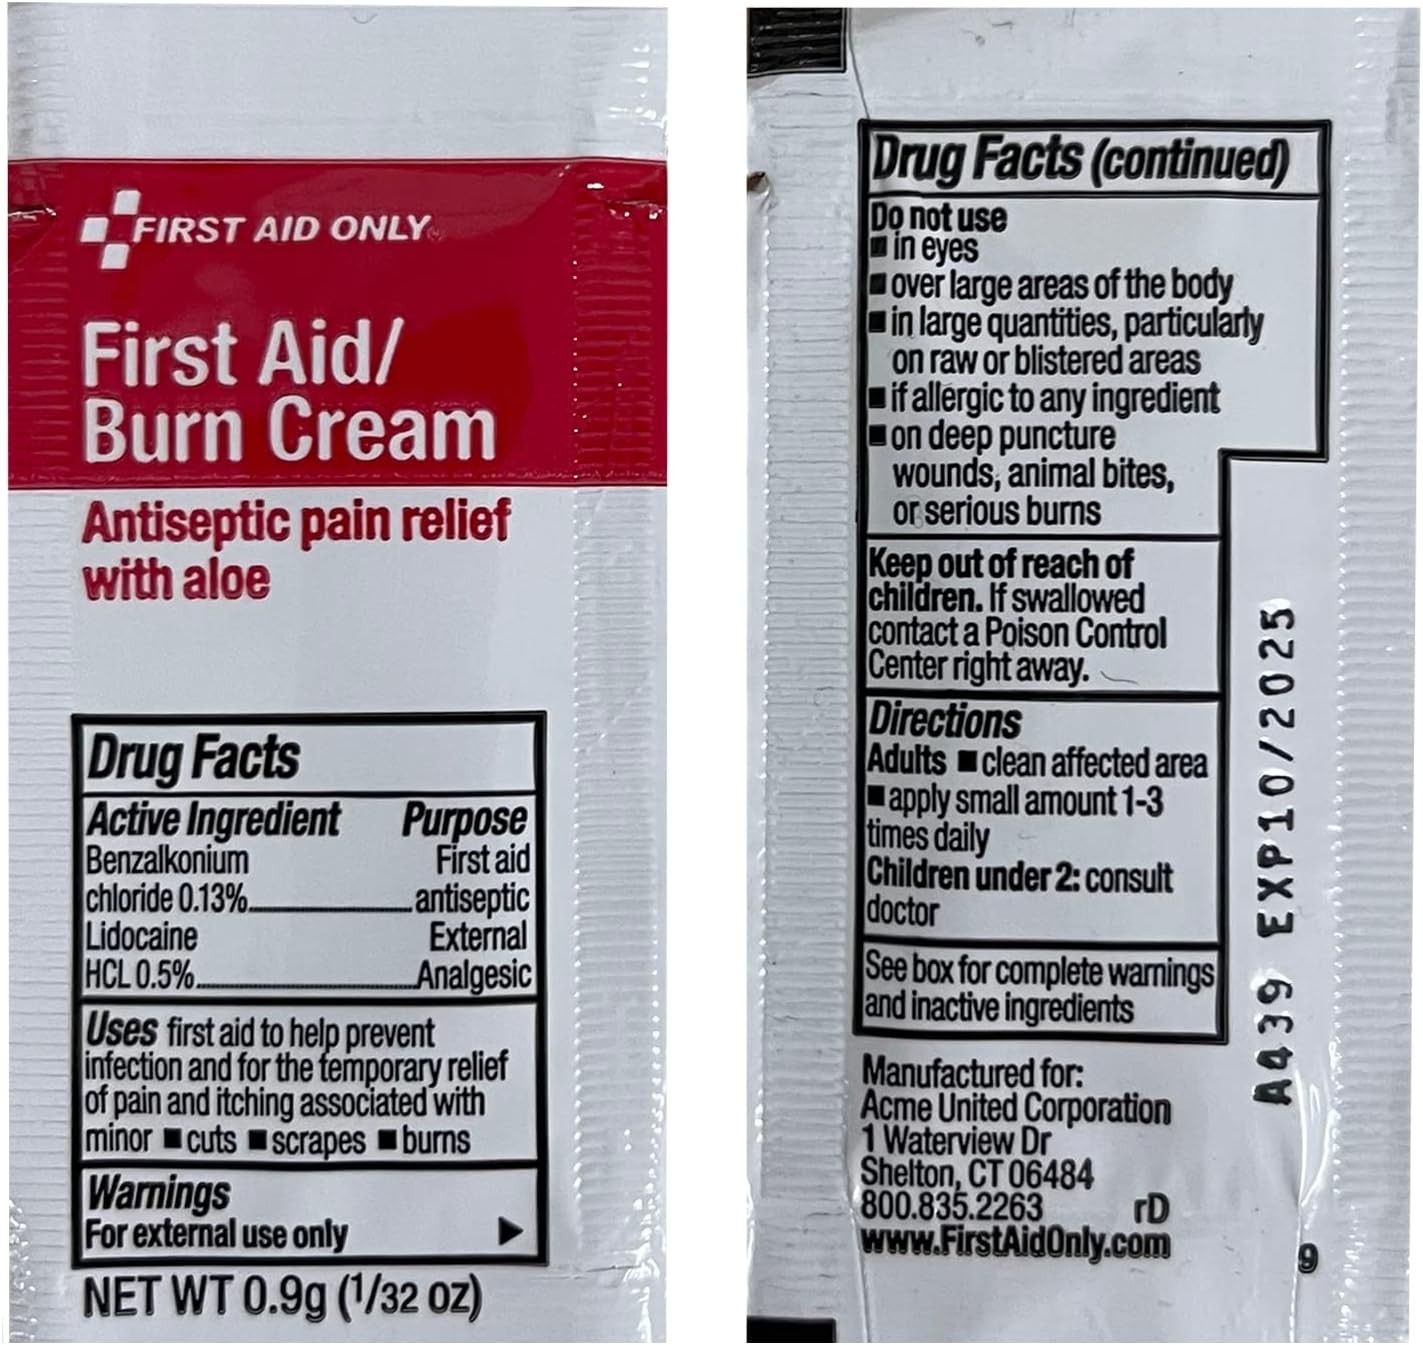 FIRST AID ONLY
First Aid/
Burn Cream
Antiseptic pain relief
with aloe
Drug Facts
Active Ingredient Purpose
Benzalkonium First aid
chloride 0.13% antiseptic
Lidocaine External
HCL 0.5% Analgesic
Uses first aid to help prevent
infection and for the temporary relief
of pain and itching associated with
minor ■ cuts ■ scrapes ■ burns
Warnings
For external use only ▶
NET WT 0.9g (1/32 oz)
Drug Facts (continued)
Do not use
■ in eyes
■ over large areas of the body
■ in large quantities, particularly
on raw or blistered areas
■ if allergic to any ingredient
■ on deep puncture
wounds, animal bites,
or serious burns
Keep out of reach of
children. If swallowed
contact a Poison Control
Center right away.
Directions
Adults ■ clean affected area
■ apply small amount 1-3
times daily
Children under 2: consult
doctor
See box for complete warnings
and inactive ingredients
Manufactured for:
Acme United Corporation
1 Waterview Dr
Shelton, CT 06484
800.835.2263 rD
www.FirstAidOnly.com
A439 EXP10/2025
9